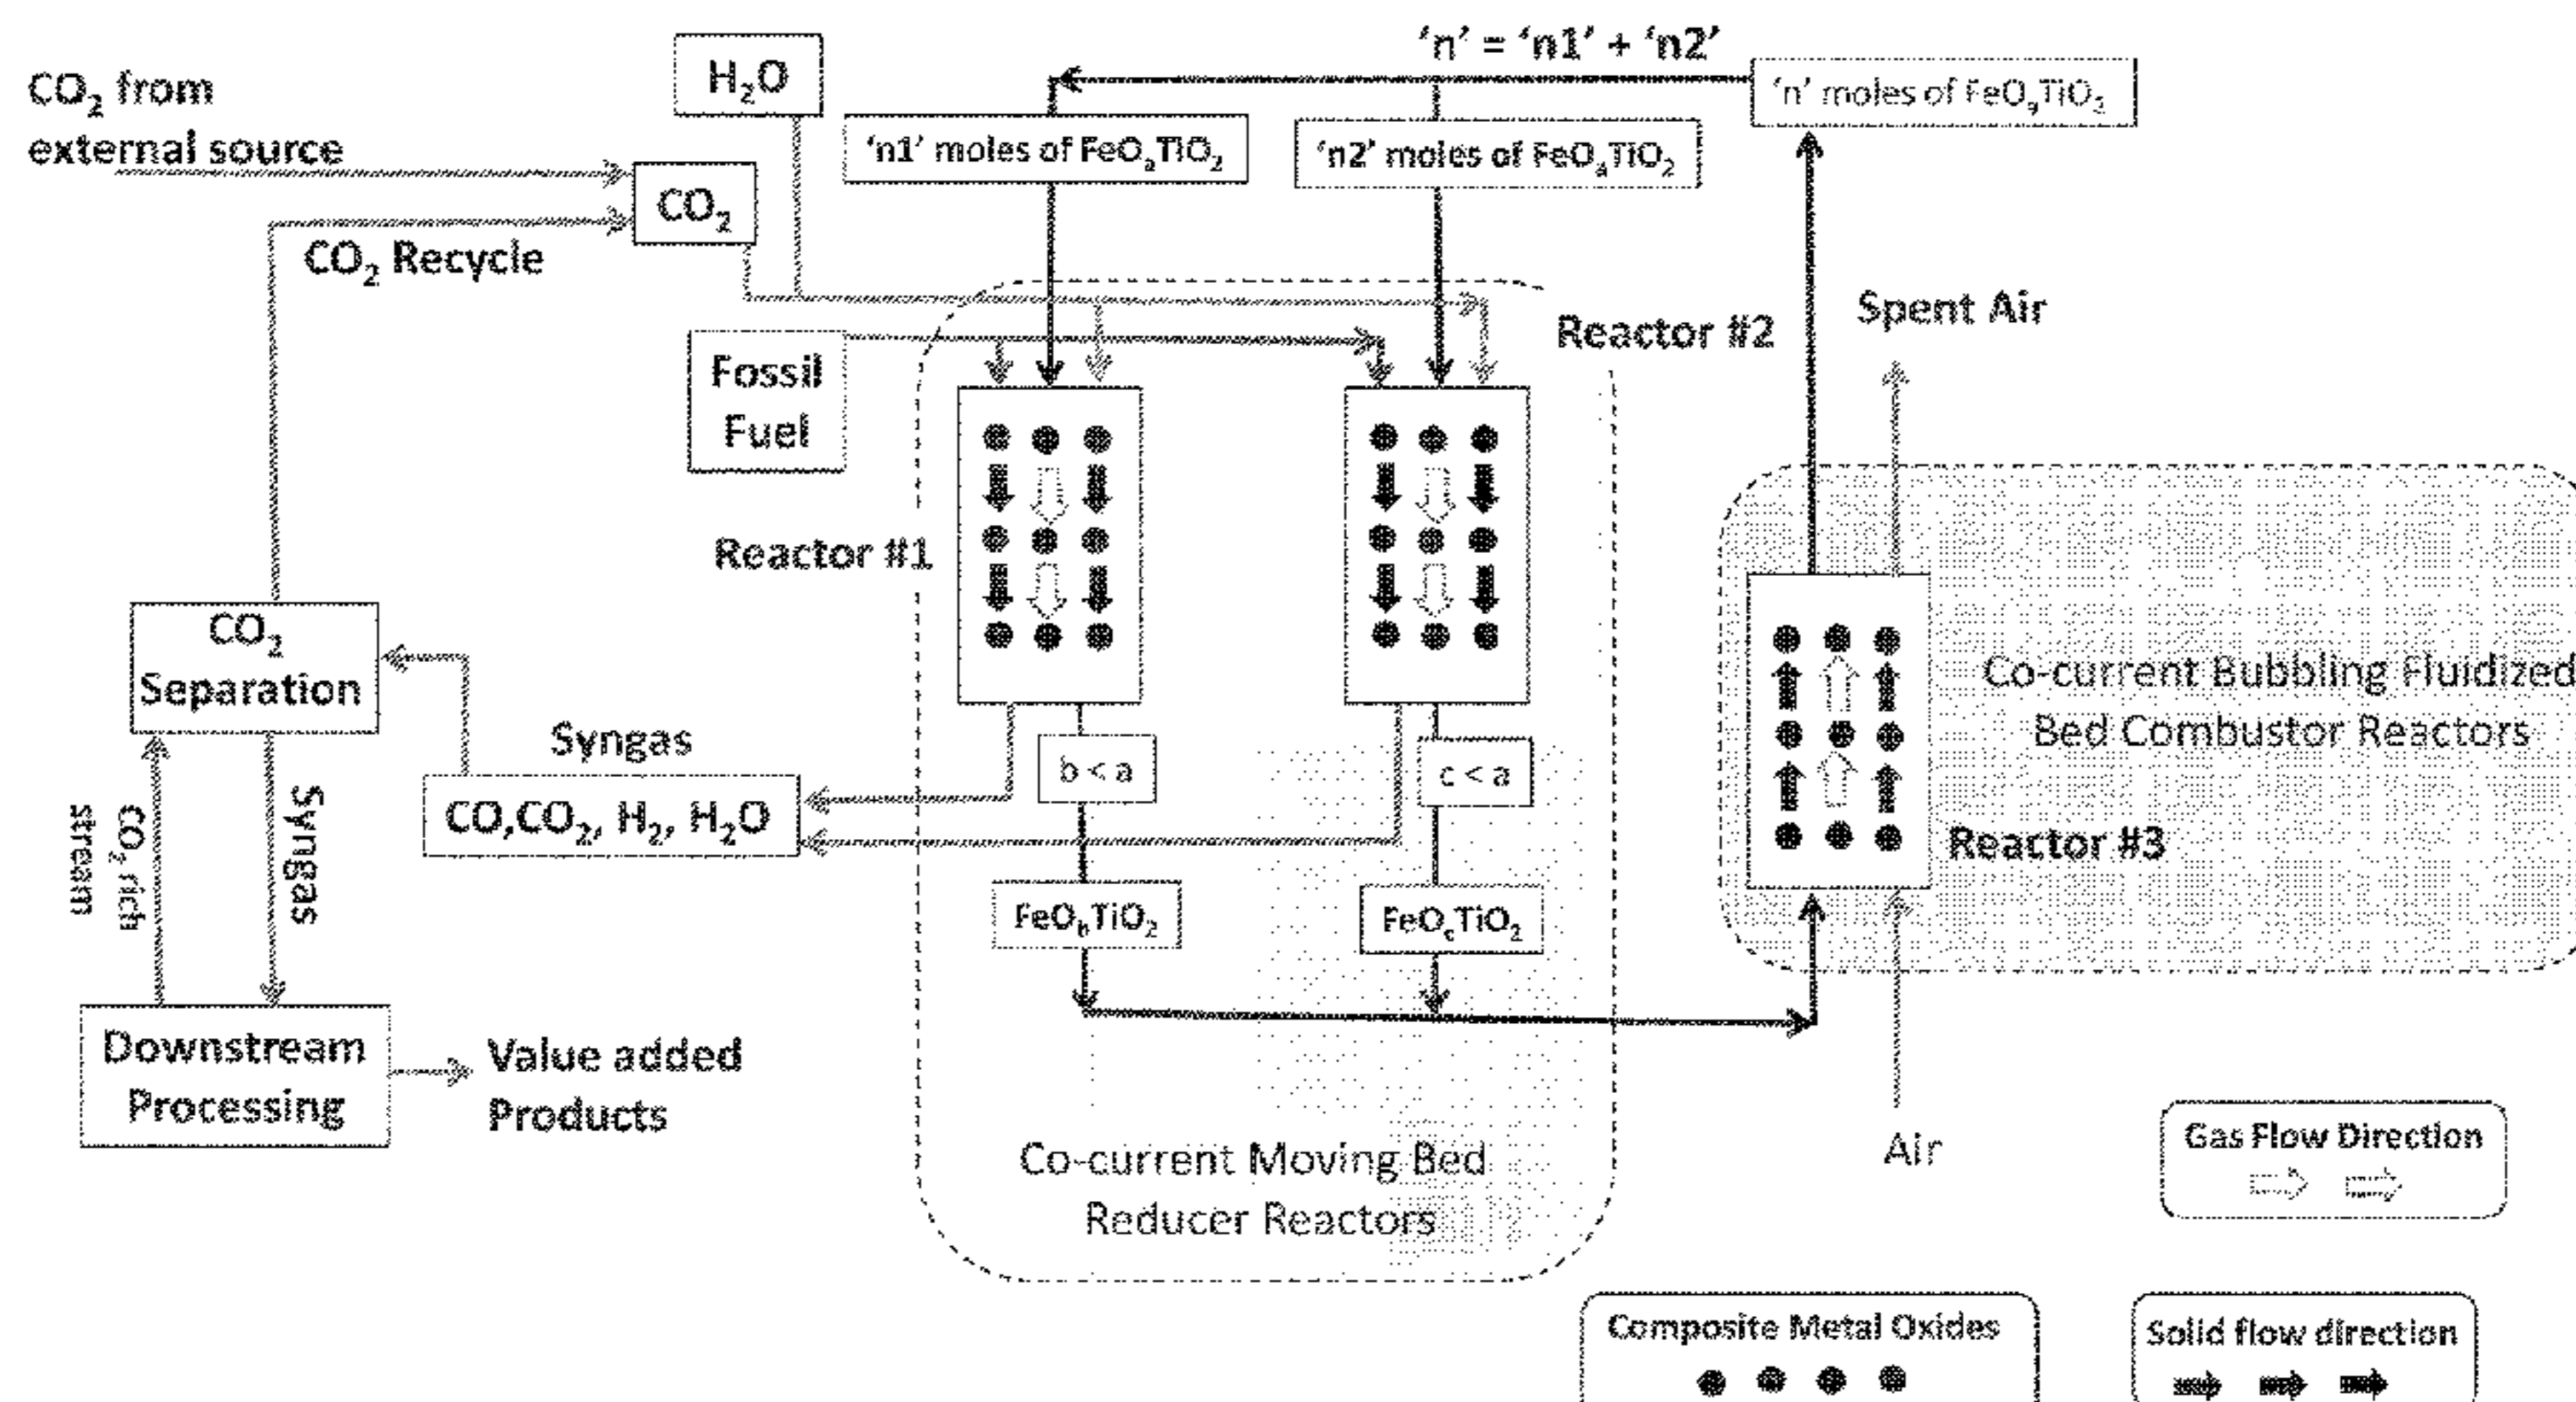 'n' = 'n1' + 'n2'
H₂O
'n' moles of FeOₐTiO₂
CO₂ from
external source
'n1' moles of FeOₐTiO₂
'n2' moles of FeOₐTiO₂
CO₂
CO₂ Recycle
Spent Air
Reactor #2
Fossil
Fuel
Reactor #1
CO₂
Separation
Co-current Bubbling Fluidized
Bed Combustor Reactors
Syngas
b < a
c < a
CO,CO₂, H₂, H₂O
Reactor #3
CO₂ rich
stream
Syngas
FeO_bTiO₂
FeO_cTiO₂
Downstream
Processing
Value added
Products
Co-current Moving Bed
Reducer Reactors
Air
Gas Flow Direction
Composite Metal Oxides
Solid flow direction